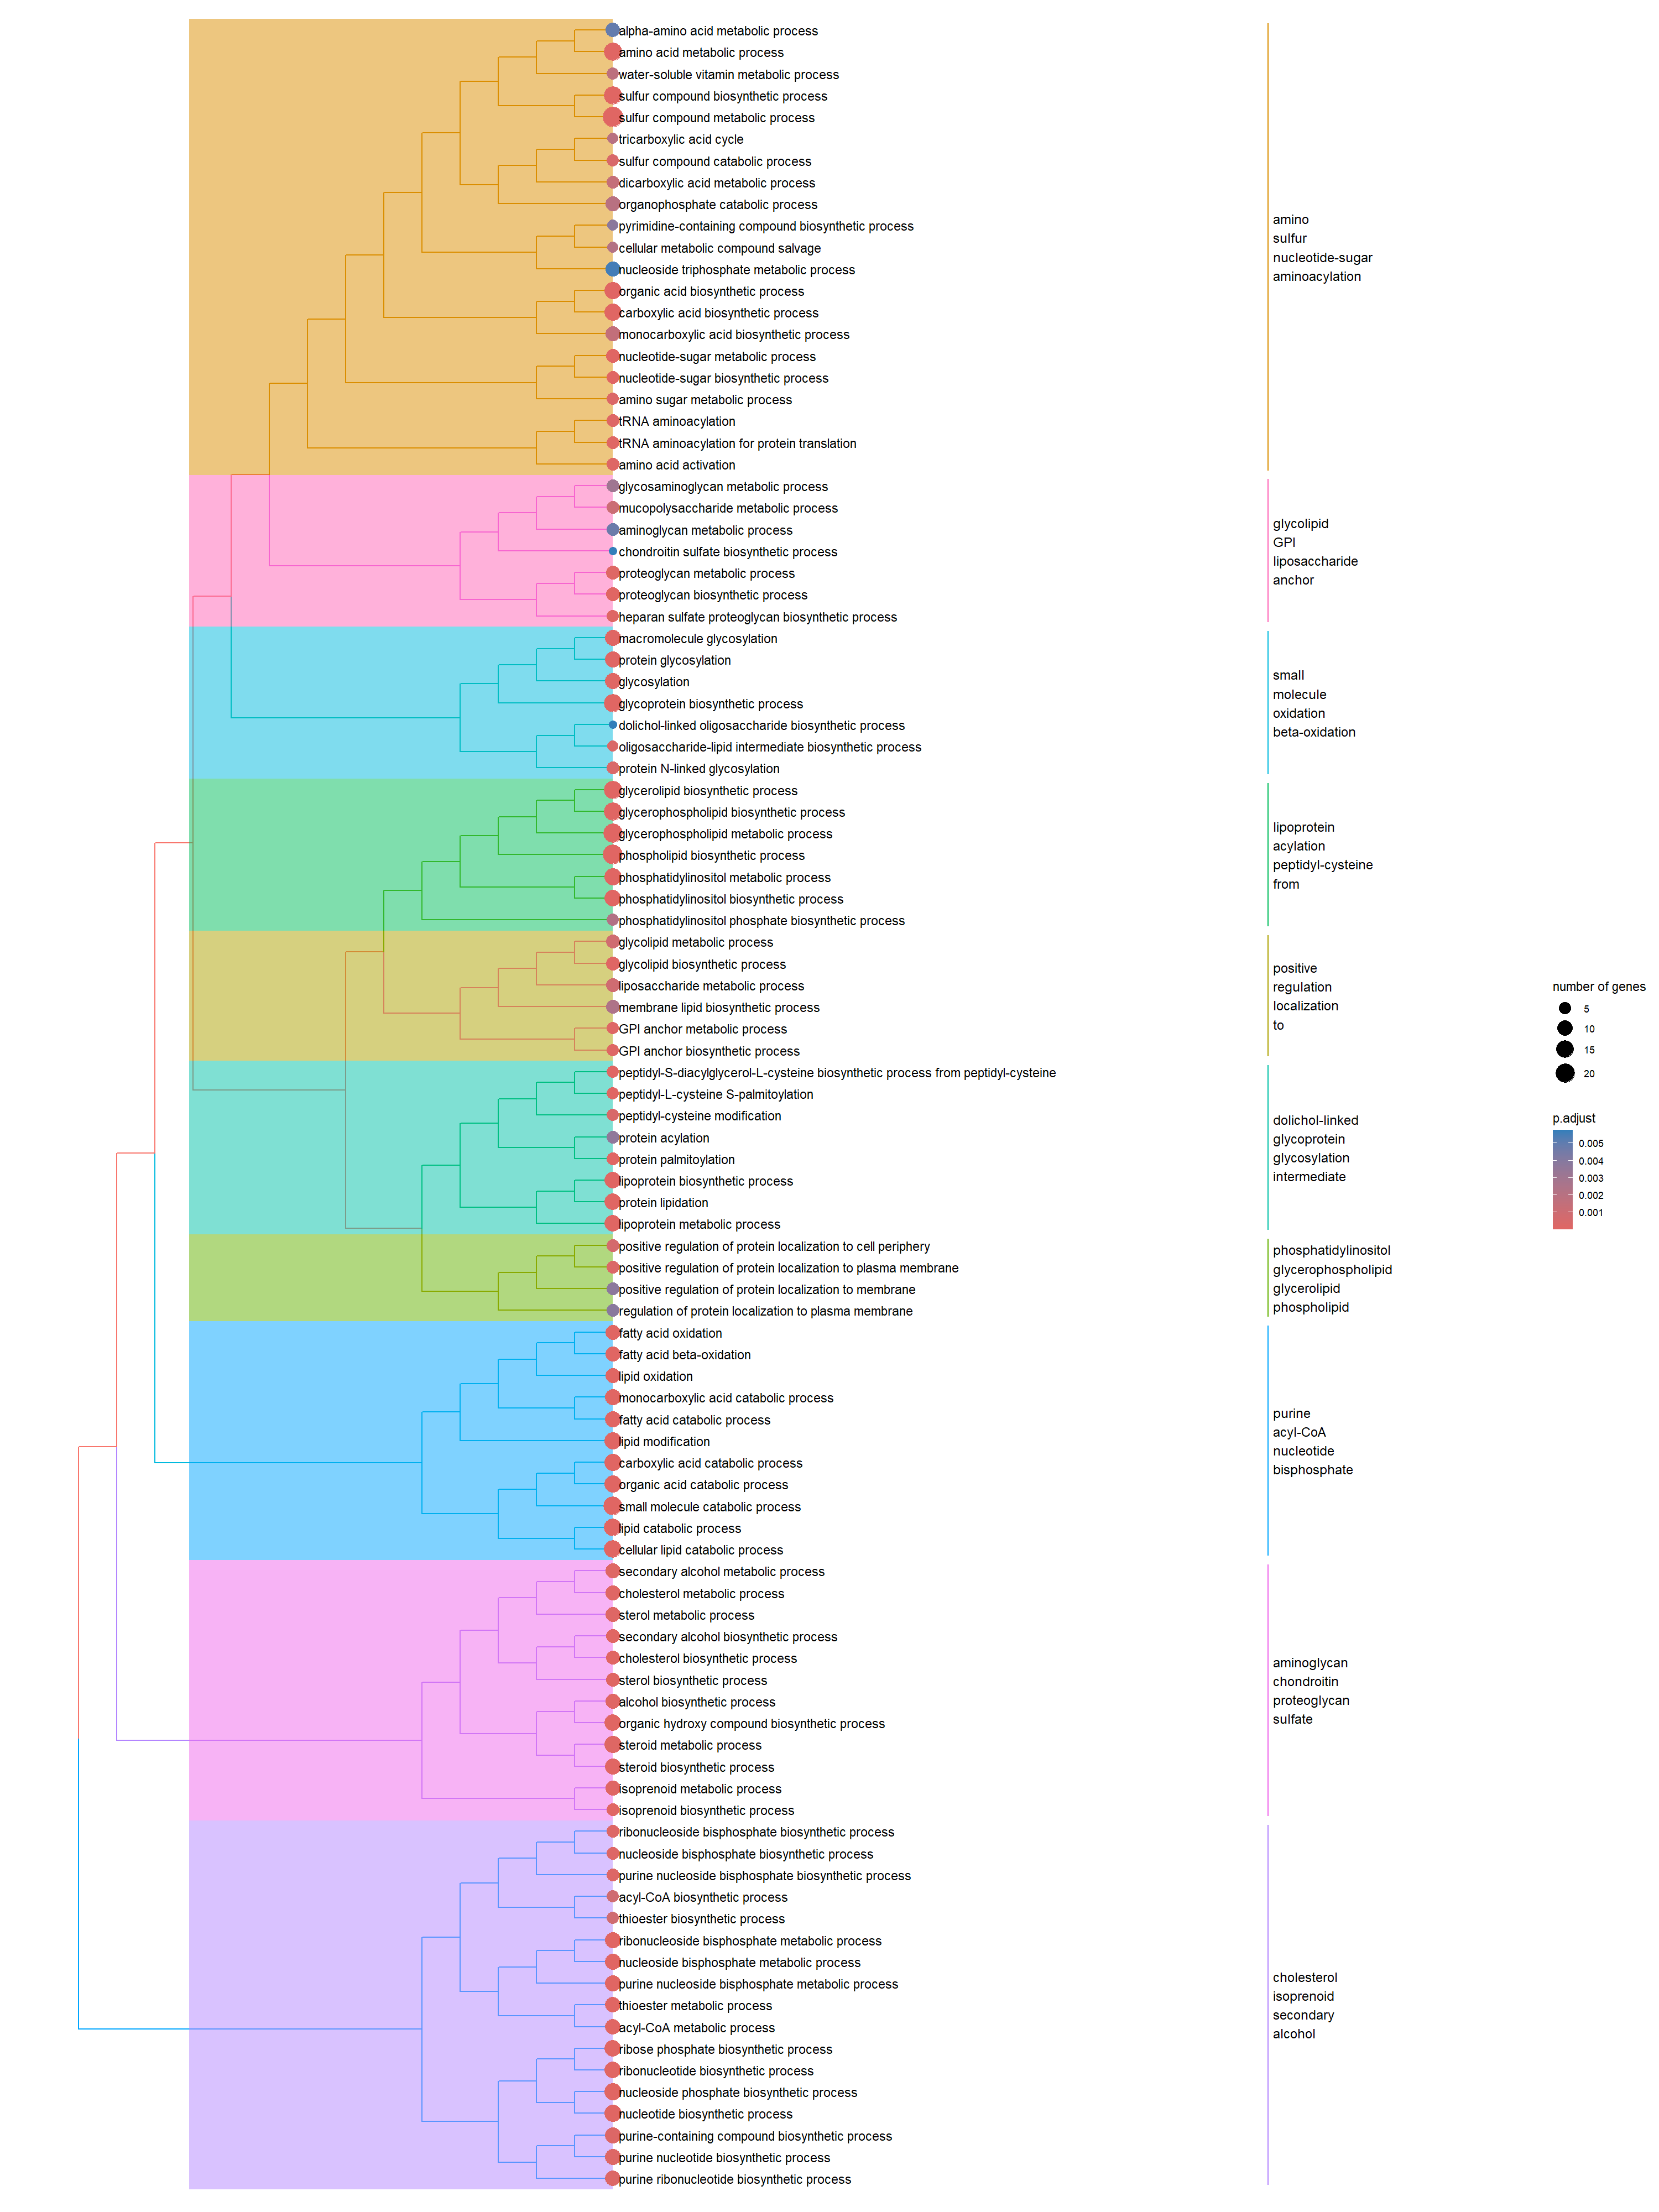 alpha-amino acid metabolic process
amino acid metabolic process
water-soluble vitamin metabolic process
sulfur compound biosynthetic process
sulfur compound metabolic process
tricarboxylic acid cycle
sulfur compound catabolic process
dicarboxylic acid metabolic process
organophosphate catabolic process
pyrimidine-containing compound biosynthetic process
cellular metabolic compound salvage
nucleoside triphosphate metabolic process
organic acid biosynthetic process
carboxylic acid biosynthetic process
monocarboxylic acid biosynthetic process
nucleotide-sugar metabolic process
nucleotide-sugar biosynthetic process
amino sugar metabolic process
tRNA aminoacylation
tRNA aminoacylation for protein translation
amino acid activation
glycosaminoglycan metabolic process
mucopolysaccharide metabolic process
aminoglycan metabolic process
chondroitin sulfate biosynthetic process
proteoglycan metabolic process
proteoglycan biosynthetic process
heparan sulfate proteoglycan biosynthetic process
macromolecule glycosylation
protein glycosylation
glycosylation
glycoprotein biosynthetic process
dolichol-linked oligosaccharide biosynthetic process
oligosaccharide-lipid intermediate biosynthetic process
protein N-linked glycosylation
glycerolipid biosynthetic process
glycerophospholipid biosynthetic process
glycerophospholipid metabolic process
phospholipid biosynthetic process
phosphatidylinositol metabolic process
phosphatidylinositol biosynthetic process
phosphatidylinositol phosphate biosynthetic process
glycolipid metabolic process
glycolipid biosynthetic process
liposaccharide metabolic process
membrane lipid biosynthetic process
GPI anchor metabolic process
GPI anchor biosynthetic process
peptidyl-S-diacylglycerol-L-cysteine biosynthetic process from peptidyl-cysteine
peptidyl-L-cysteine S-palmitoylation
peptidyl-cysteine modification
protein acylation
protein palmitoylation
lipoprotein biosynthetic process
protein lipidation
lipoprotein metabolic process
positive regulation of protein localization to cell periphery
positive regulation of protein localization to plasma membrane
positive regulation of protein localization to membrane
regulation of protein localization to plasma membrane
fatty acid oxidation
fatty acid beta-oxidation
lipid oxidation
monocarboxylic acid catabolic process
fatty acid catabolic process
lipid modification
carboxylic acid catabolic process
organic acid catabolic process
small molecule catabolic process
lipid catabolic process
cellular lipid catabolic process
secondary alcohol metabolic process
cholesterol metabolic process
sterol metabolic process
secondary alcohol biosynthetic process
cholesterol biosynthetic process
sterol biosynthetic process
alcohol biosynthetic process
organic hydroxy compound biosynthetic process
steroid metabolic process
steroid biosynthetic process
isoprenoid metabolic process
isoprenoid biosynthetic process
ribonucleoside bisphosphate biosynthetic process
nucleoside bisphosphate biosynthetic process
purine nucleoside bisphosphate biosynthetic process
acyl-CoA biosynthetic process
thioester biosynthetic process
ribonucleoside bisphosphate metabolic process
nucleoside bisphosphate metabolic process
purine nucleoside bisphosphate metabolic process
thioester metabolic process
acyl-CoA metabolic process
ribose phosphate biosynthetic process
ribonucleotide biosynthetic process
nucleoside phosphate biosynthetic process
nucleotide biosynthetic process
purine-containing compound biosynthetic process
purine nucleotide biosynthetic process
purine ribonucleotide biosynthetic process
amino
sulfur
nucleotide-sugar
aminoacylation
glycolipid
GPI
liposaccharide
anchor
small
molecule
oxidation
beta-oxidation
lipoprotein
acylation
peptidyl-cysteine
from
positive
regulation
localization
to
dolichol-linked
glycoprotein
glycosylation
intermediate
phosphatidylinositol
glycerophospholipid
glycerolipid
phospholipid
purine
acyl-CoA
nucleotide
bisphosphate
aminoglycan
chondroitin
proteoglycan
sulfate
cholesterol
isoprenoid
secondary
alcohol
number of genes
5
10
15
20
p.adjust
0.005
0.004
0.003
0.002
0.001